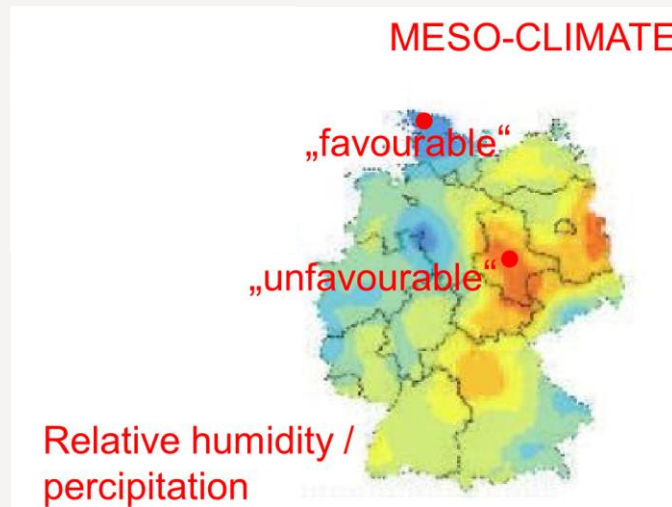 MESO-CLIMATE
„favourable“
„unfavourable“
Relative humidity /
percipitation